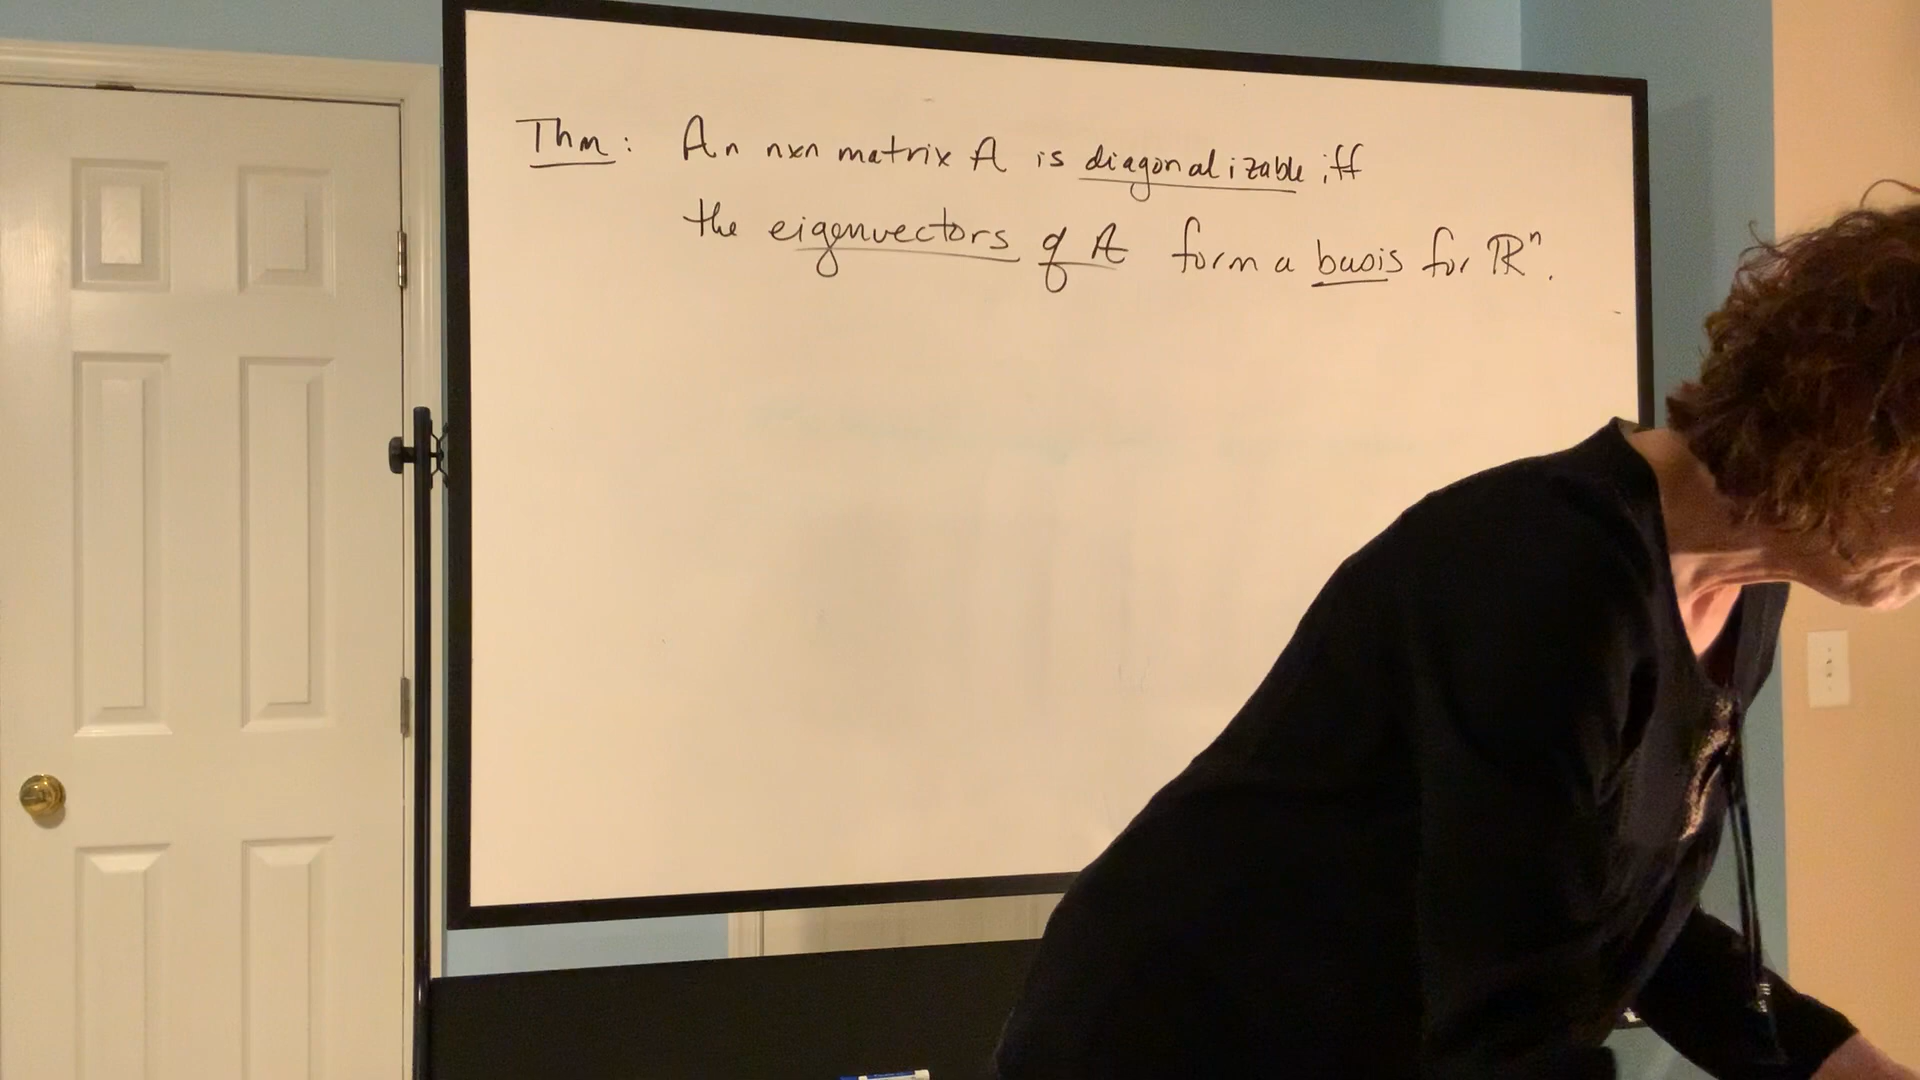 Thm: An nxn matrix A is diagonalizable iff
the eigenvectors of A form a basis for ℝⁿ.